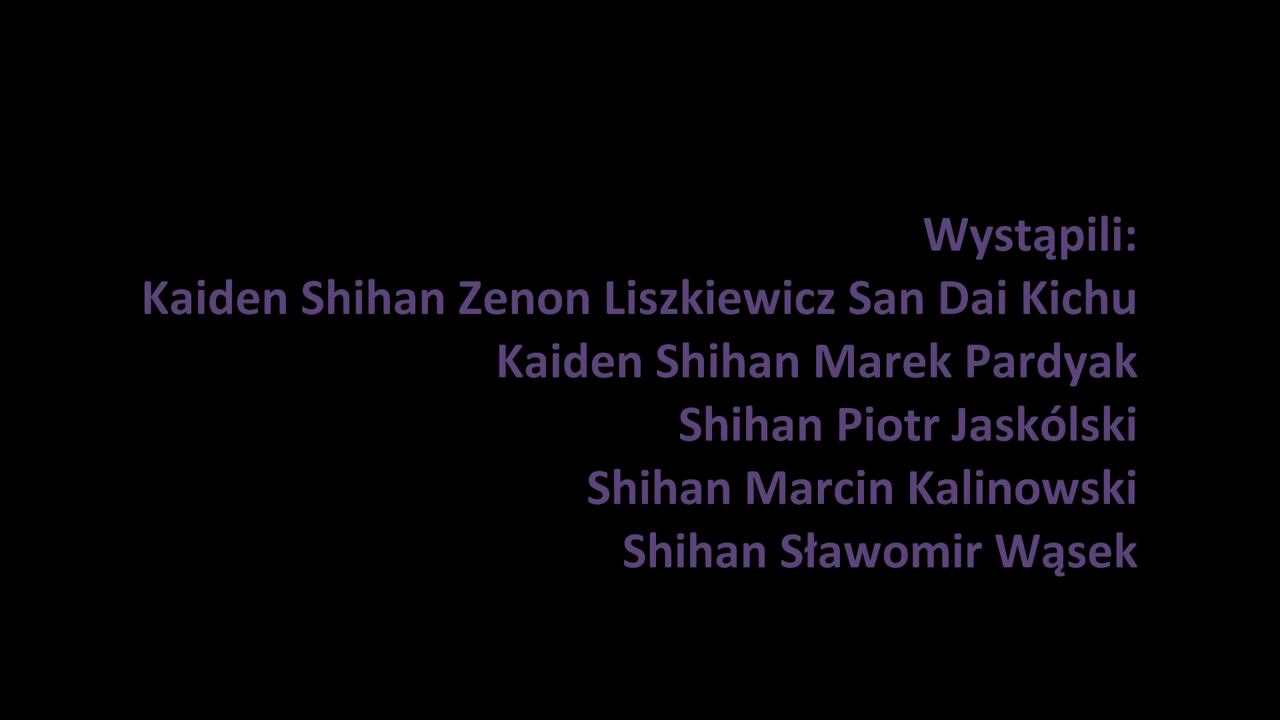 Wystąpili:
Kaiden Shihan Zenon Liszkiewicz San Dai Kichu
Kaiden Shihan Marek Pardyak
Shihan Piotr Jaskólski
Shihan Marcin Kalinowski
Shihan Sławomir Wąsek